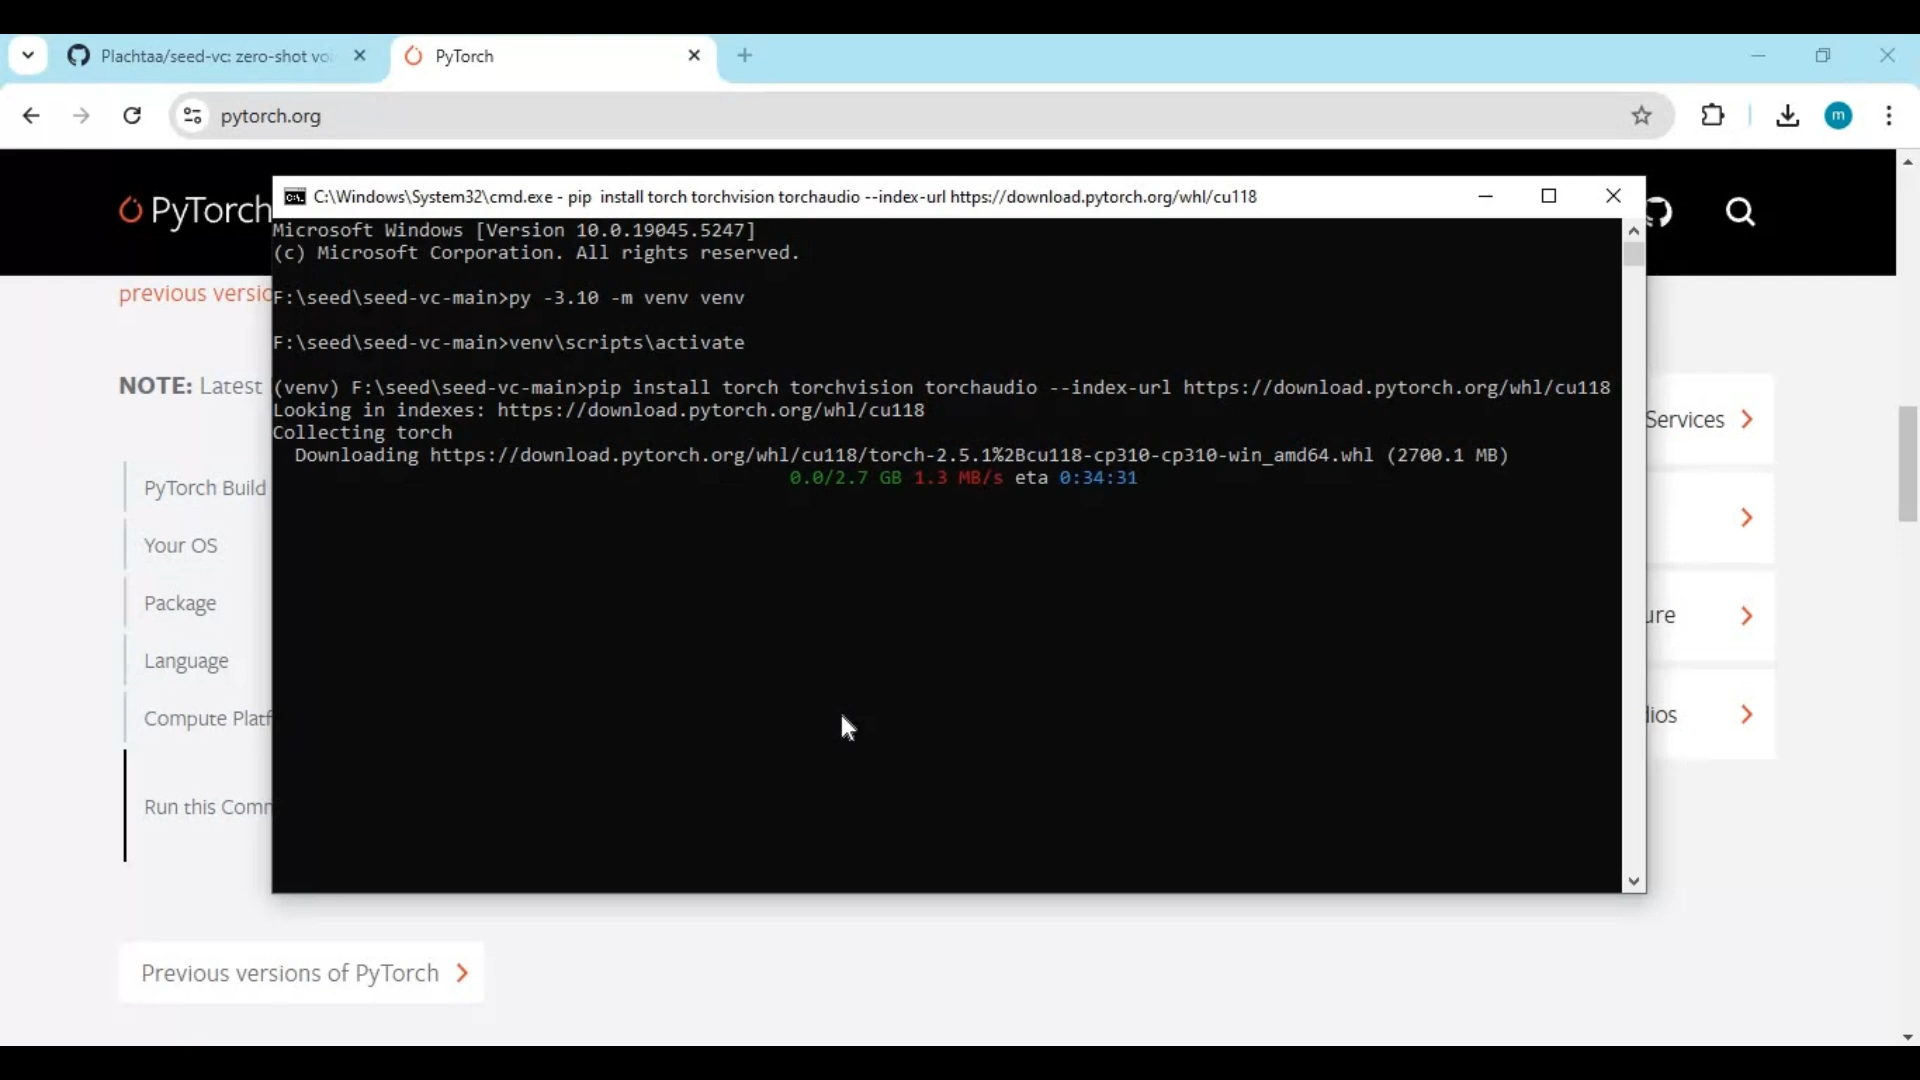 Plachtaa/seed-vc: zero-shot voi
PyTorch
pytorch.org
m
PyTorch
C:\Windows\System32\cmd.exe - pip  install torch torchvision torchaudio --index-url https://download.pytorch.org/whl/cu118
Microsoft Windows [Version 10.0.19045.5247]
(c) Microsoft Corporation. All rights reserved.
F:\seed\seed-vc-main>py -3.10 -m venv venv
F:\seed\seed-vc-main>venv\scripts\activate
(venv) F:\seed\seed-vc-main>pip install torch torchvision torchaudio --index-url https://download.pytorch.org/whl/cu118
Looking in indexes: https://download.pytorch.org/whl/cu118
Collecting torch
Downloading https://download.pytorch.org/whl/cu118/torch-2.5.1%2Bcu118-cp310-cp310-win_amd64.whl (2700.1 MB)
0.0/2.7 GB 1.3 MB/s eta 0:34:31
previous versio
NOTE: Latest
PyTorch Build
Your OS
Package
Language
Compute Platf
Run this Comm
Services
ure
dios
Previous versions of PyTorch